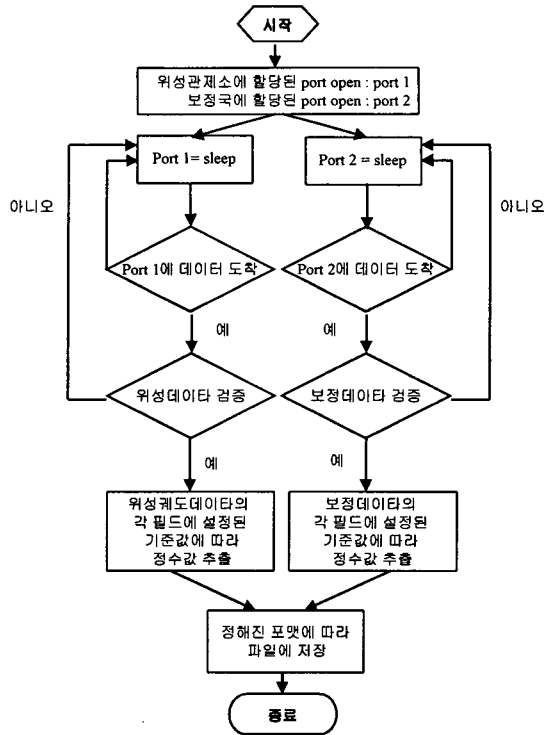 시작
위성관제소에 할당된 port open : port 1
보정국에 할당된 port open : port 2
Port 1= sleep
Port 2 = sleep
아니오
아니오
Port 1에 데이터 도착
Port 2에 데이터 도착
예
예
위성데이타 검증
보정데아타 검증
예
예
위성궤도데이타의
각 필드에 설정된
기준값에 따라
정수값 추출
보정데이타의
각 필드에 설정된
기준값에 따라
정수값 추출
정해진 포맷에 따라
파일에 저장
종료